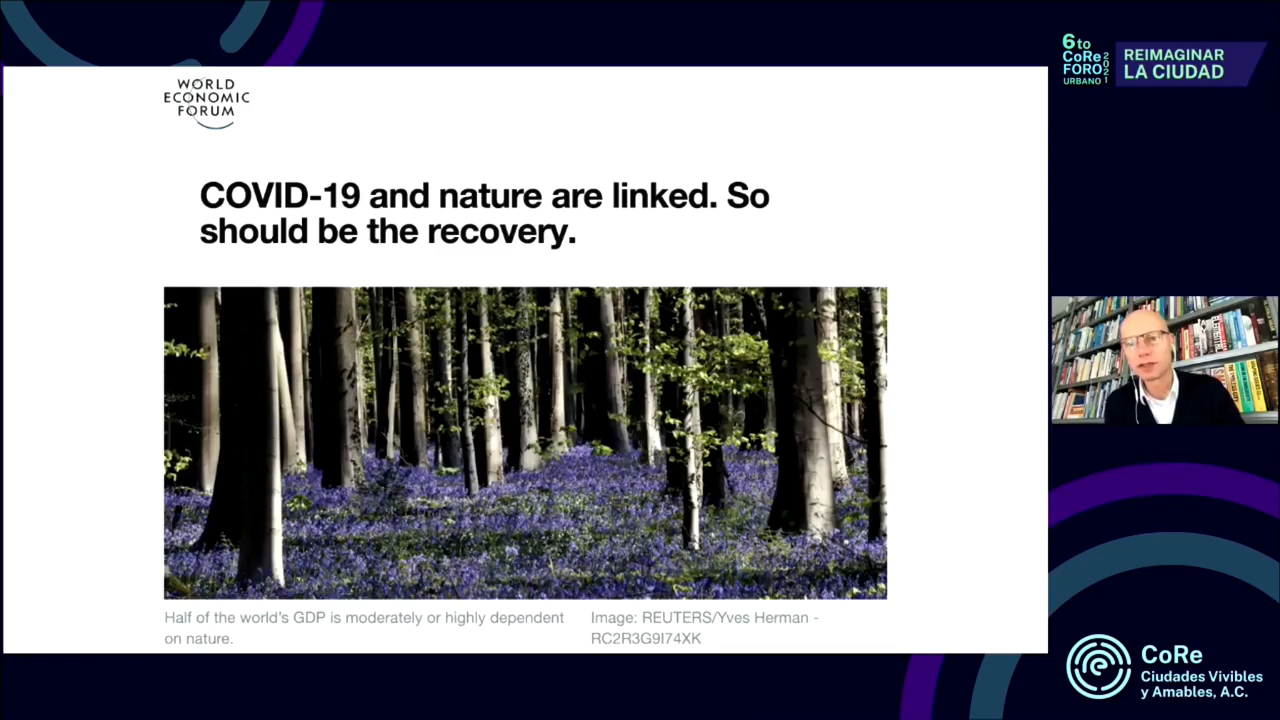 6to
CoRe
FORO
URBANO
2021
REIMAGINAR
LA CIUDAD
WORLD
ECONOMIC
FORUM
COVID-19 and nature are linked. So
should be the recovery.
Half of the world's GDP is moderately or highly dependent
on nature.
Image: REUTERS/Yves Herman -
RC2R3G9I74XK
CoRe
Ciudades Vivibles
y Amables, A.C.